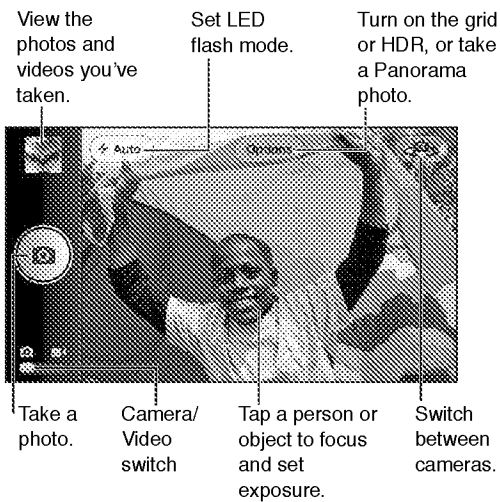 View the
photos and
videos you've
taken.
Set LED
flash mode.
Turn on the grid
or HDR, or take
a Panorama
photo.
Auto
Options
Take a
photo.
Camera/
Video
switch
Tap a person or
object to focus
and set
exposure.
Switch
between
cameras.